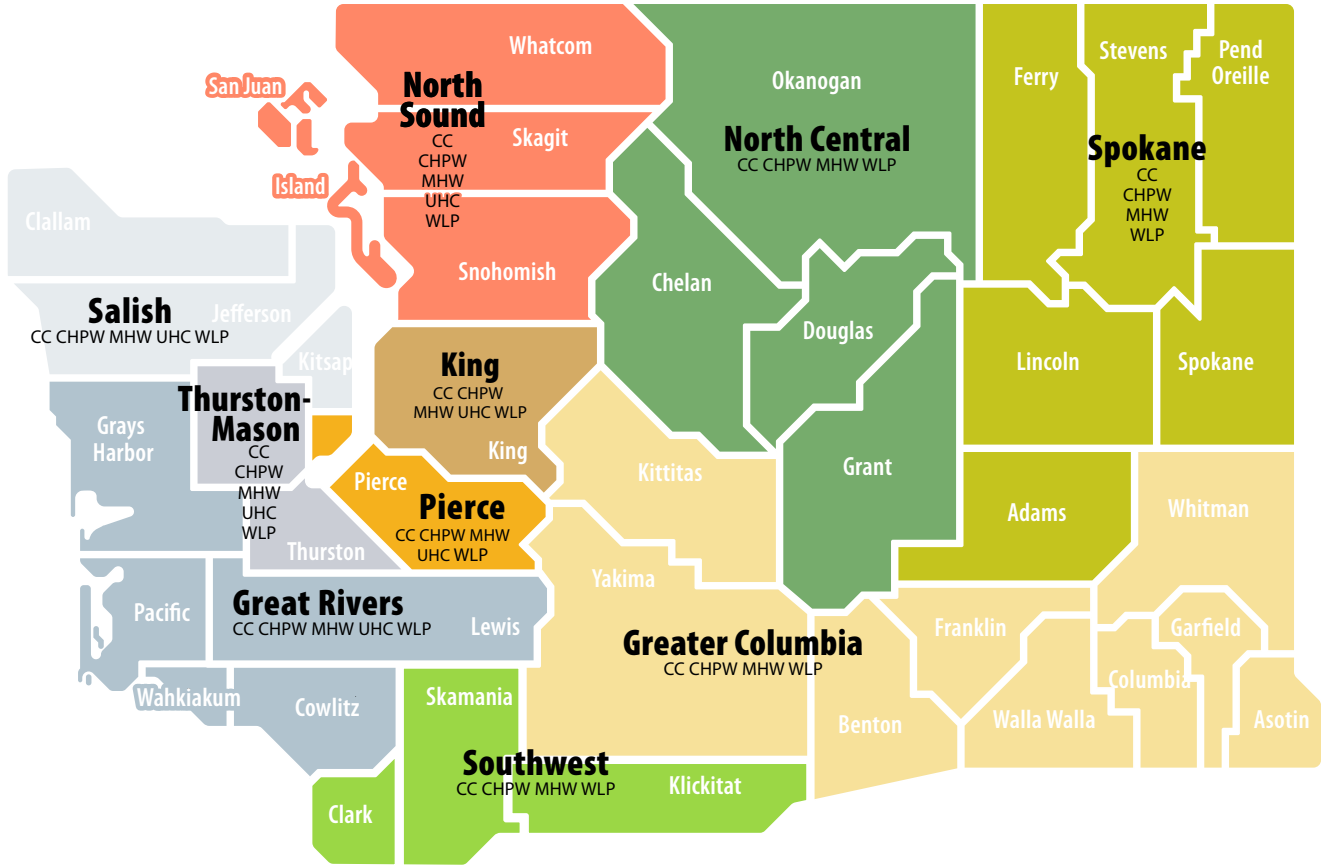 Whatcom
San Juan
North
Sound
CC
CHPW
MHW
UHC
WLP
Skagit
Island
Snohomish
Okanogan
North Central
CC CHPW MHW WLP
Chelan
Douglas
Grant
Ferry
Stevens
Pend
Oreille
Spokane
CC
CHPW
MHW
WLP
Lincoln
Spokane
Adams
Clallam
Salish
CC CHPW MHW UHC WLP
Jefferson
Kitsap
King
CC CHPW
MHW UHC WLP
King
Thurston-
Mason
CC
CHPW
MHW
UHC
WLP
Thurston
Grays
Harbor
Pierce
Pierce
CC CHPW MHW
UHC WLP
Great Rivers
CC CHPW MHW UHC WLP
Pacific
Lewis
Wahkiakum
Cowlitz
Kittitas
Yakima
Greater Columbia
CC CHPW MHW WLP
Whitman
Franklin
Garfield
Columbia
Benton
Walla Walla
Asotin
Skamania
Southwest
CC CHPW MHW WLP
Klickitat
Clark